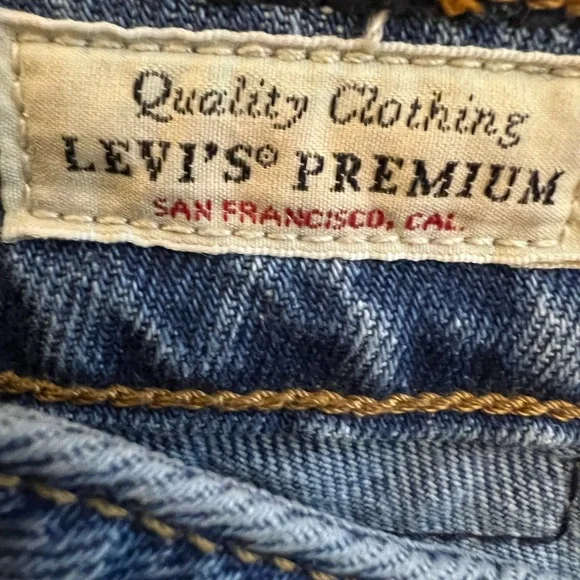 Quality Clothing
LEVI'S® PREMIUM
SAN FRANCISCO, CAL.